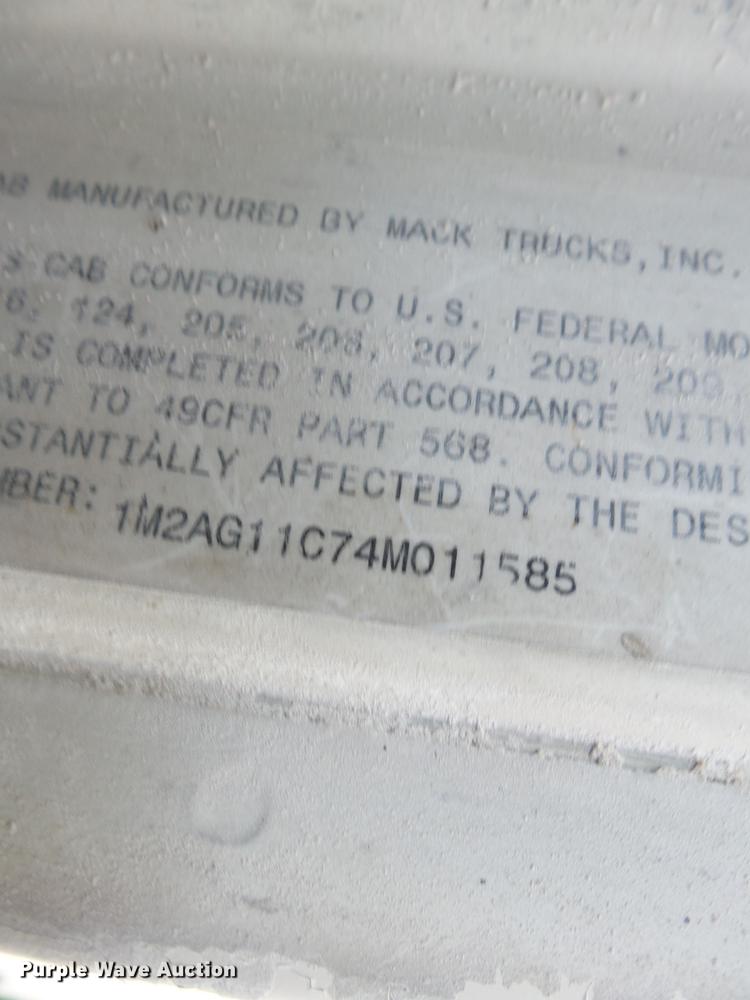 AB MANUFACTURED BY MACK TRUCKS, INC.
S CAB CONFORMS TO U.S. FEDERAL MO
6, 124, 205, 206, 207, 208, 209,
IS COMPLETED IN ACCORDANCE WITH
ANT TO 49CFR PART 568. CONFORMI
STANTIALLY AFFECTED BY THE DES
MBER: 1M2AG11C74M011585
Purple Wave Auction